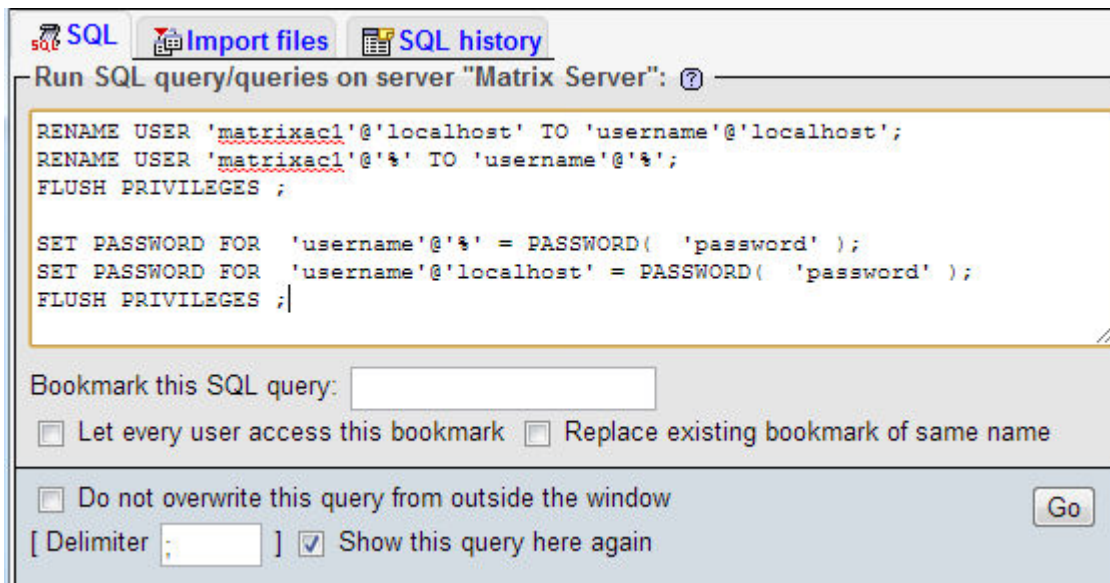 SQL Import files SQL history
Run SQL query/queries on server "Matrix Server":
RENAME USER 'matrixac1'@'localhost' TO 'username'@'localhost';
RENAME USER 'matrixac1'@'%' TO 'username'@'%';
FLUSH PRIVILEGES ;
SET PASSWORD FOR  'username'@'%' = PASSWORD(  'password' );
SET PASSWORD FOR  'username'@'localhost' = PASSWORD(  'password' );
FLUSH PRIVILEGES ;
Bookmark this SQL query:
Let every user access this bookmark Replace existing bookmark of same name
Do not overwrite this query from outside the window Go
[ Delimiter ; ] Show this query here again